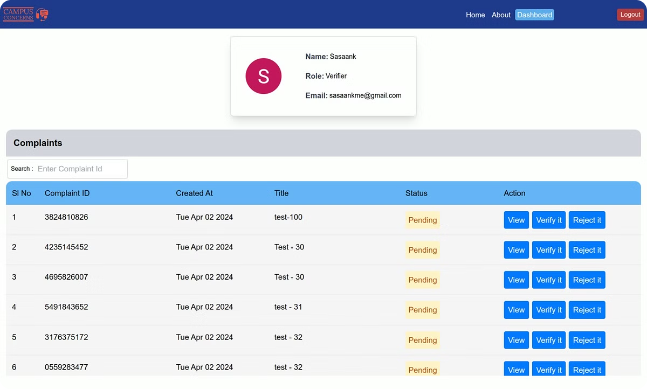 CAMPUS
CONCERNS
Home About Dashboard Logout
S
Name: Sasaank
Role: Verifier
Email: sasaankme@gmail.com
Complaints
Search : Enter Complaint Id
Sl No Complaint ID Created At Title Status Action
1 3824810826 Tue Apr 02 2024 test-100 Pending View Verify it Reject it
2 4235145452 Tue Apr 02 2024 Test - 30 Pending View Verify it Reject it
3 4695826007 Tue Apr 02 2024 Test - 30 Pending View Verify it Reject it
4 5491843652 Tue Apr 02 2024 test - 31 Pending View Verify it Reject it
5 3176375172 Tue Apr 02 2024 test - 32 Pending View Verify it Reject it
6 0559283477 Tue Apr 02 2024 test - 32 Pending View Verify it Reject it